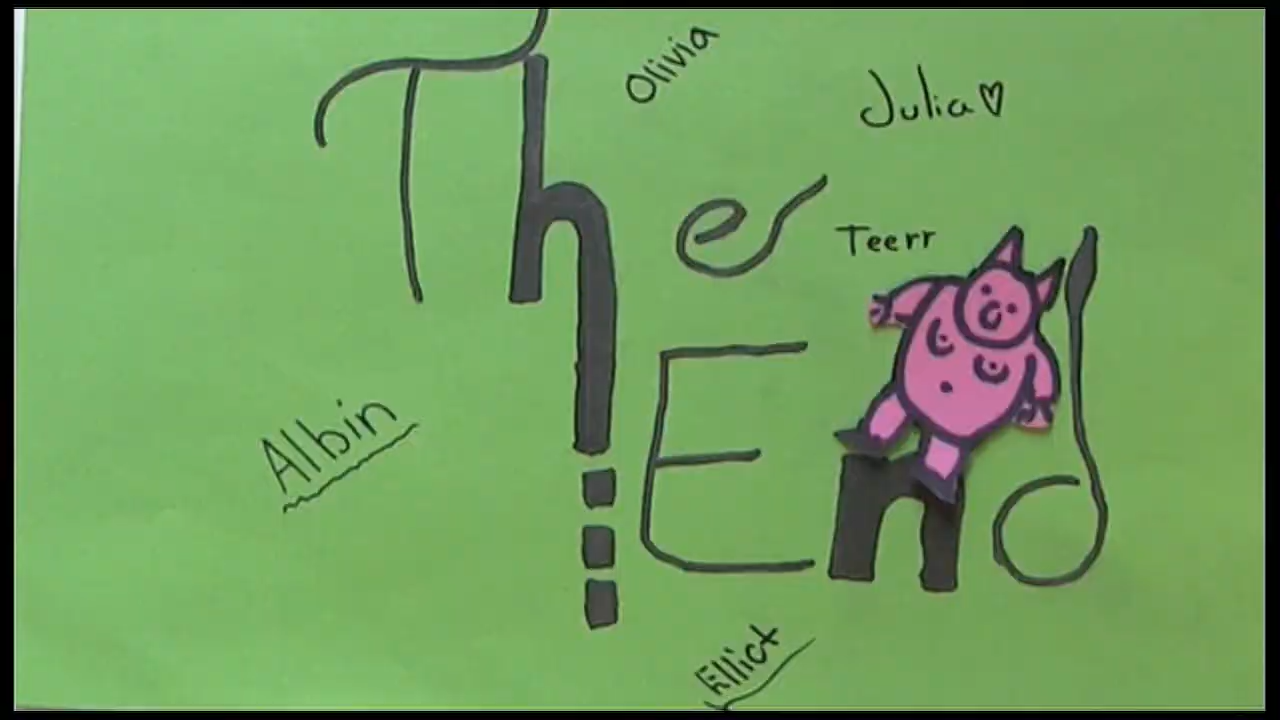 Olivia
Julia♡
The
Teerr
End
Albin
Elliot